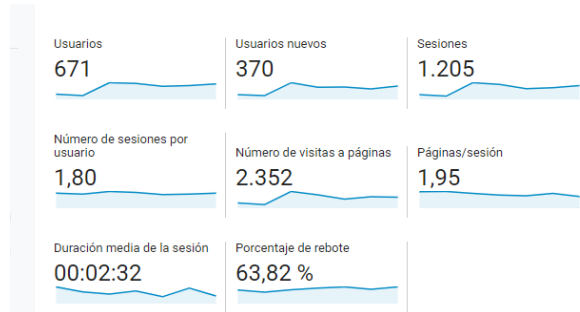 Usuarios
671
Usuarios nuevos
370
Sesiones
1.205
Número de sesiones por
usuario
1,80
Número de visitas a páginas
2.352
Páginas/sesión
1,95
Duración media de la sesión
00:02:32
Porcentaje de rebote
63,82 %